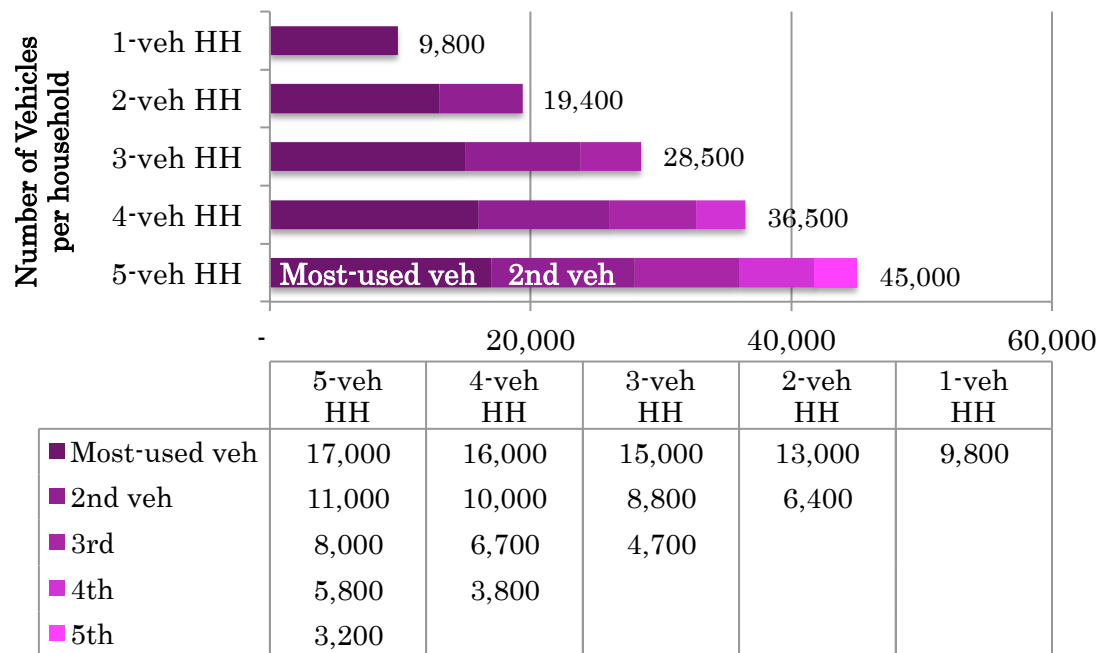 Number of Vehicles
per household
1-veh HH
9,800
2-veh HH
19,400
3-veh HH
28,500
4-veh HH
36,500
5-veh HH
Most-used veh 2nd veh
45,000
- 20,000 40,000 60,000
5-veh HH
4-veh HH
3-veh HH
2-veh HH
1-veh HH
Most-used veh 17,000 16,000 15,000 13,000 9,800
2nd veh 11,000 10,000 8,800 6,400
3rd 8,000 6,700 4,700
4th 5,800 3,800
5th 3,200